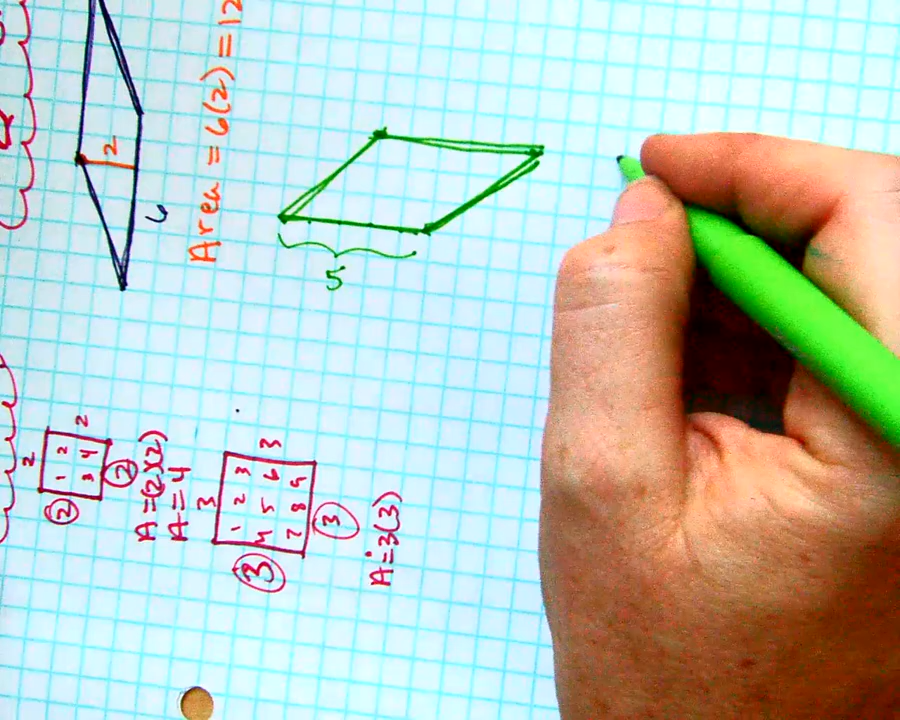 2
6
Area = 6(2) = 12
5
2
2
1 2
3 4
2
2
A=(2)(2)
A=4
3
3
1 2 3
4 5 6
7 8 9
3
3
A=3(3)